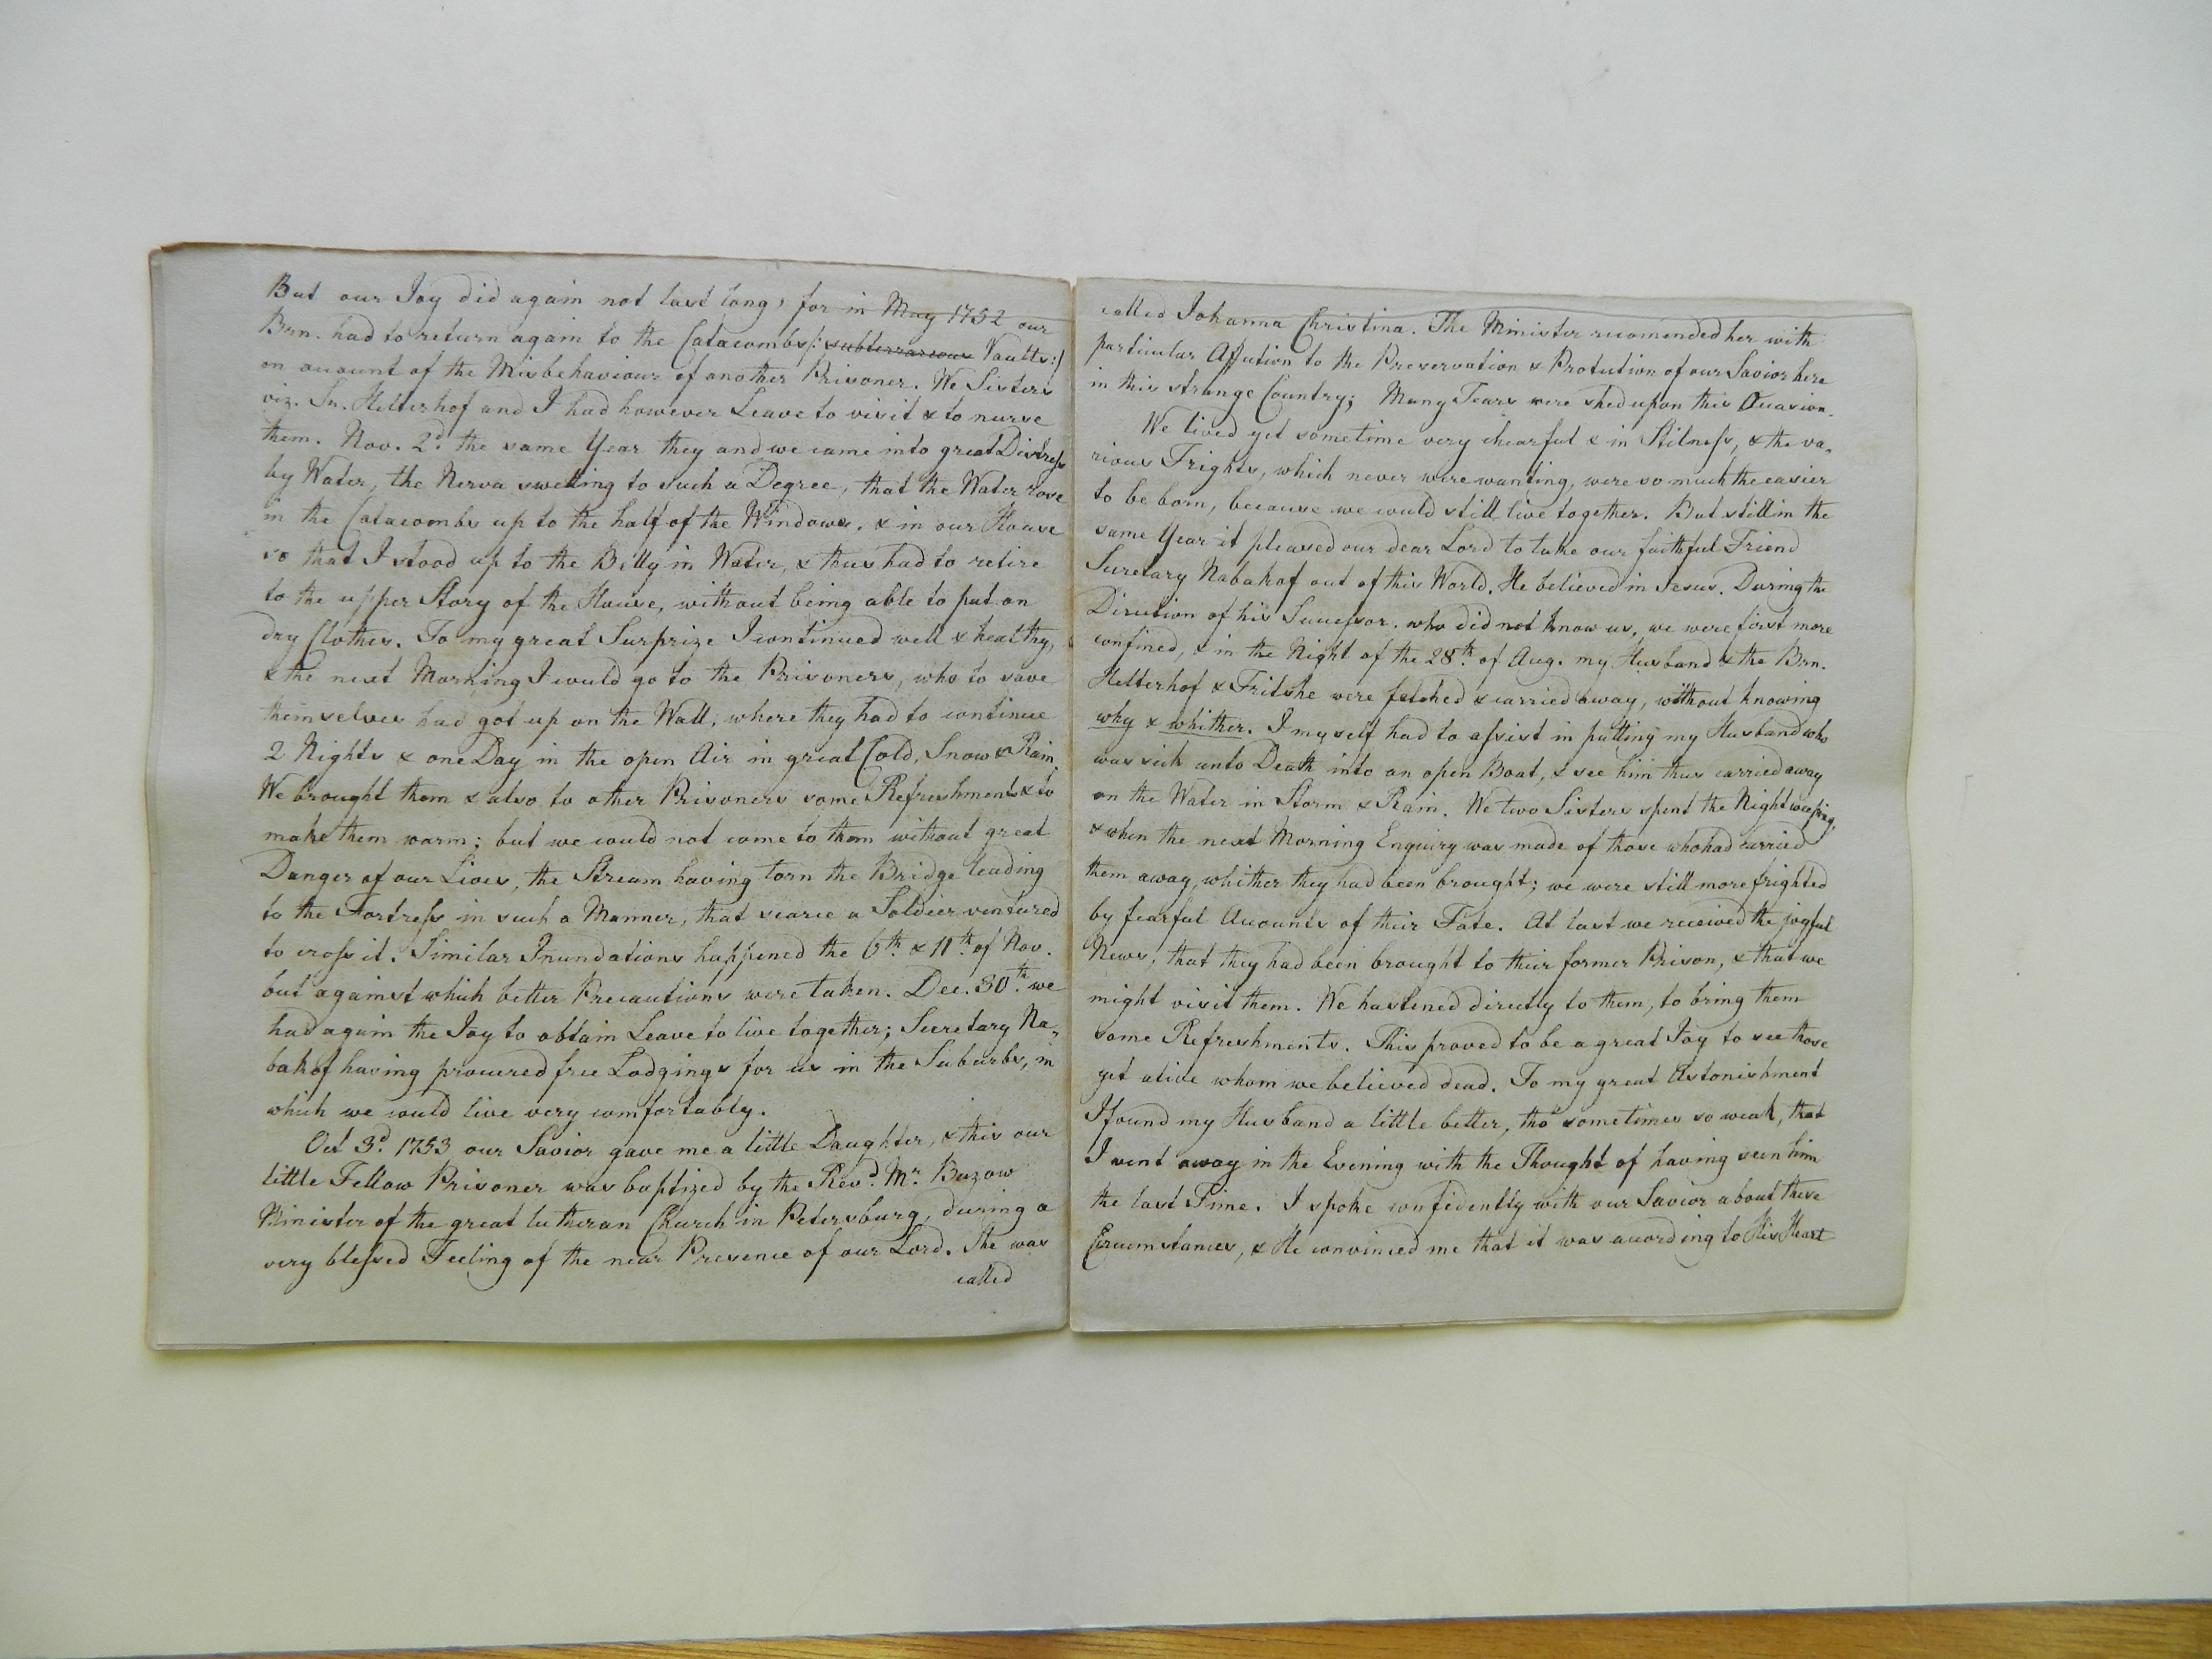 But our Joy did again not last long, for in May 1752 our
Brn. had to return again to the Catacombs /: subterraneous Vaults :/
on account of the Misbehaviour of another Prisoner. We Sisters
viz. Sr. Helterhof and I had however Leave to visit & to nurse
them. Nov. 2d. the same Year they and we came into great Distress
by Water, the Nerva swelling to such a Degree, that the Water rose
in the Catacombs up to the half of the Windows, & in our House
so that I stood up to the Belly in Water, & thus had to retire
to the upper Story of the House, without being able to put on
dry Clothes. To my great Surprize I continued well & healthy,
& the next Morning I could go to the Prisoners, who to save
themselves had got up on the Wall, where they had to continue
2 Nights & one Day in the open Air in great Cold, Snow & Rain.
We brought them & also to other Prisoners some Refreshments & to
make them warm; but we could not come to them without great
Danger of our Lives, the Stream having torn the Bridge leading
to the Fortress in such a Manner, that scarce a Soldier ventured
to cross it. Similar Inundations happened the 6th. & 11th. of Nov.
but against which better Precautions were taken. Dec. 30th. we
had again the Joy to obtain Leave to live together; Secretary Na-
bakof having procured free Lodgings for us in the Suburbs, in
which we could live very comfortably.
Oct 3d. 1753 our Savior gave me a little Daughter, & this our
little Fellow Prisoner was baptized by the Revd. Mr. Buzow
Minister of the great lutheran Church in Petersburg, during a
very blessed Feeling of the near Presence of our Lord. She was
called
called Johanna Christina. The Minister recomended her with
particular Affection to the Preservation & Protection of our Savior here
in this strange Country; Many Tears were shed upon this Occasion.
We lived yet sometime very chearful & in Stilness, & the va-
rious Frights, which never were wanting, were so much the easier
to be born, because we could still live together. But still in the
same Year it pleased our dear Lord to take our faithful Friend
Secretary Nabakof out of this World. He believed in Jesus. During the
Direction of his Successor, who did not know us, we were first more
confined, & in the Night of the 28th. of Aug. my Husband & the Brn.
Helterhof & Fritshe were fetched & carried away, without knowing
why & whither. I myself had to assist in putting my Husband who
was sick unto Death into an open Boat, & see him thus carried away
on the Water in Storm & Rain. We two Sisters spent the Night weeping,
& when the next Morning Enquiry was made of those who had carried
them away, whither they had been brought; we were still more frighted
by fearful Accounts of their Fate. At last we received the joyful
News, that they had been brought to their former Prison, & that we
might visit them. We hastened directly to them, to bring them
some Refreshments. This proved to be a great Joy to see those
yet alive whom we believed dead. To my great Astonishment
I found my Husband a little better, tho' sometimes so weak, that
I went away in the Evening with the Thought of having seen him
the last Time. I spoke confidently with our Savior about these
Circumstances, & He convinced me that it was according to His Heart